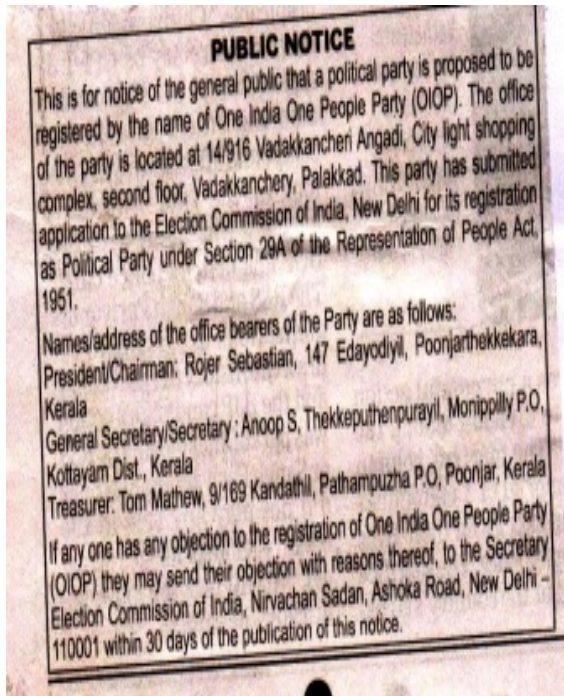 PUBLIC NOTICE
This is for notice of the general public that a political party is proposed to be
registered by the name of One India One People Party (OIOP). The office
of the party is located at 14/916 Vadakkancheri Angadi, City light shopping
complex, second floor, Vadakkanchery, Palakkad. This party has submitted
application to the Election Commission of India, New Delhi for its registration
as Political Party under Section 29A of the Representation of People Act,
1951.
Names/address of the office bearers of the Party are as follows:
President/Chairman: Rojer Sebastian, 147 Edayodiyil, Poonjarthekkekara,
Kerala
General Secretary/Secretary : Anoop S, Thekkeputhenpurayil, Monippilly P.O,
Kottayam Dist., Kerala
Treasurer: Tom Mathew, 9/169 Kandathil, Pathampuzha P.O, Poonjar, Kerala
If any one has any objection to the registration of One India One People Party
(OIOP) they may send their objection with reasons thereof, to the Secretary
Election Commission of India, Nirvachan Sadan, Ashoka Road, New Delhi –
110001 within 30 days of the publication of this notice.